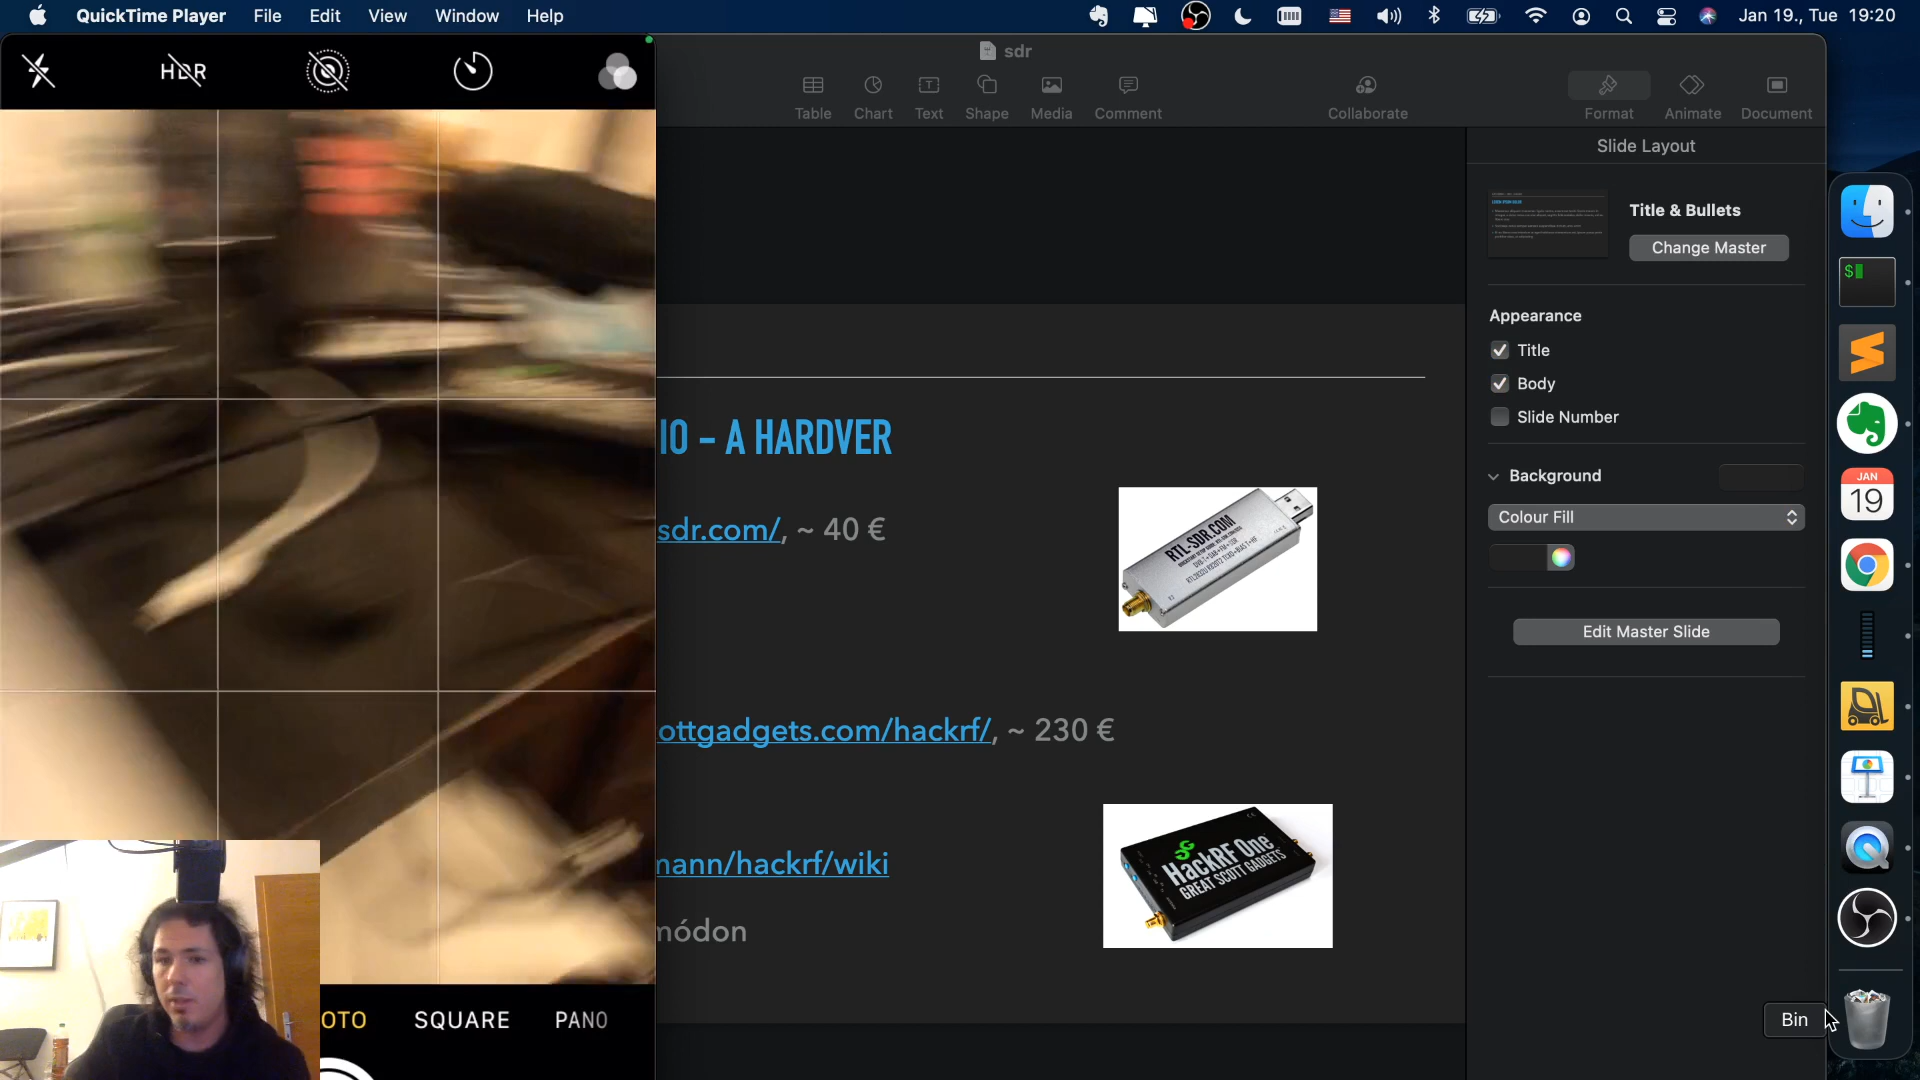 QuickTime Player File Edit View Window Help Jan 19., Tue 19:20
HDR
sdr
Table Chart Text Shape Media Comment Collaborate Format Animate Document
Slide Layout
Title & Bullets
Change Master
Appearance
Title
Body
Slide Number
Background
Colour Fill
Edit Master Slide
IO - A HARDVER
sdr.com/, ~ 40 €
RTL-SDR.COM
ottgadgets.com/hackrf/, ~ 230 €
mann/hackrf/wiki
módon
HackRF One
GREAT SCOTT GADGETS
OTO SQUARE PANO
JAN
19
$
Bin